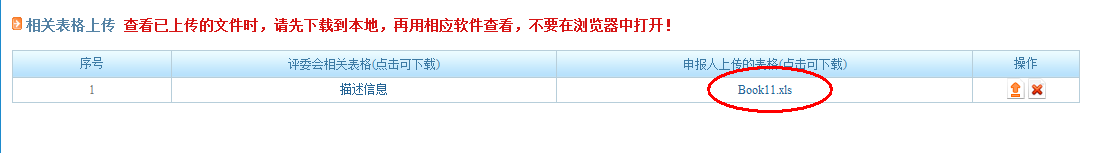 相关表格上传 查看已上传的文件时，请先下载到本地，再用相应软件查看，不要在浏览器中打开！
序号 评委会相关表格(点击可下载) 申报人上传的表格(点击可下载) 操作
1 描述信息 Book11.xls